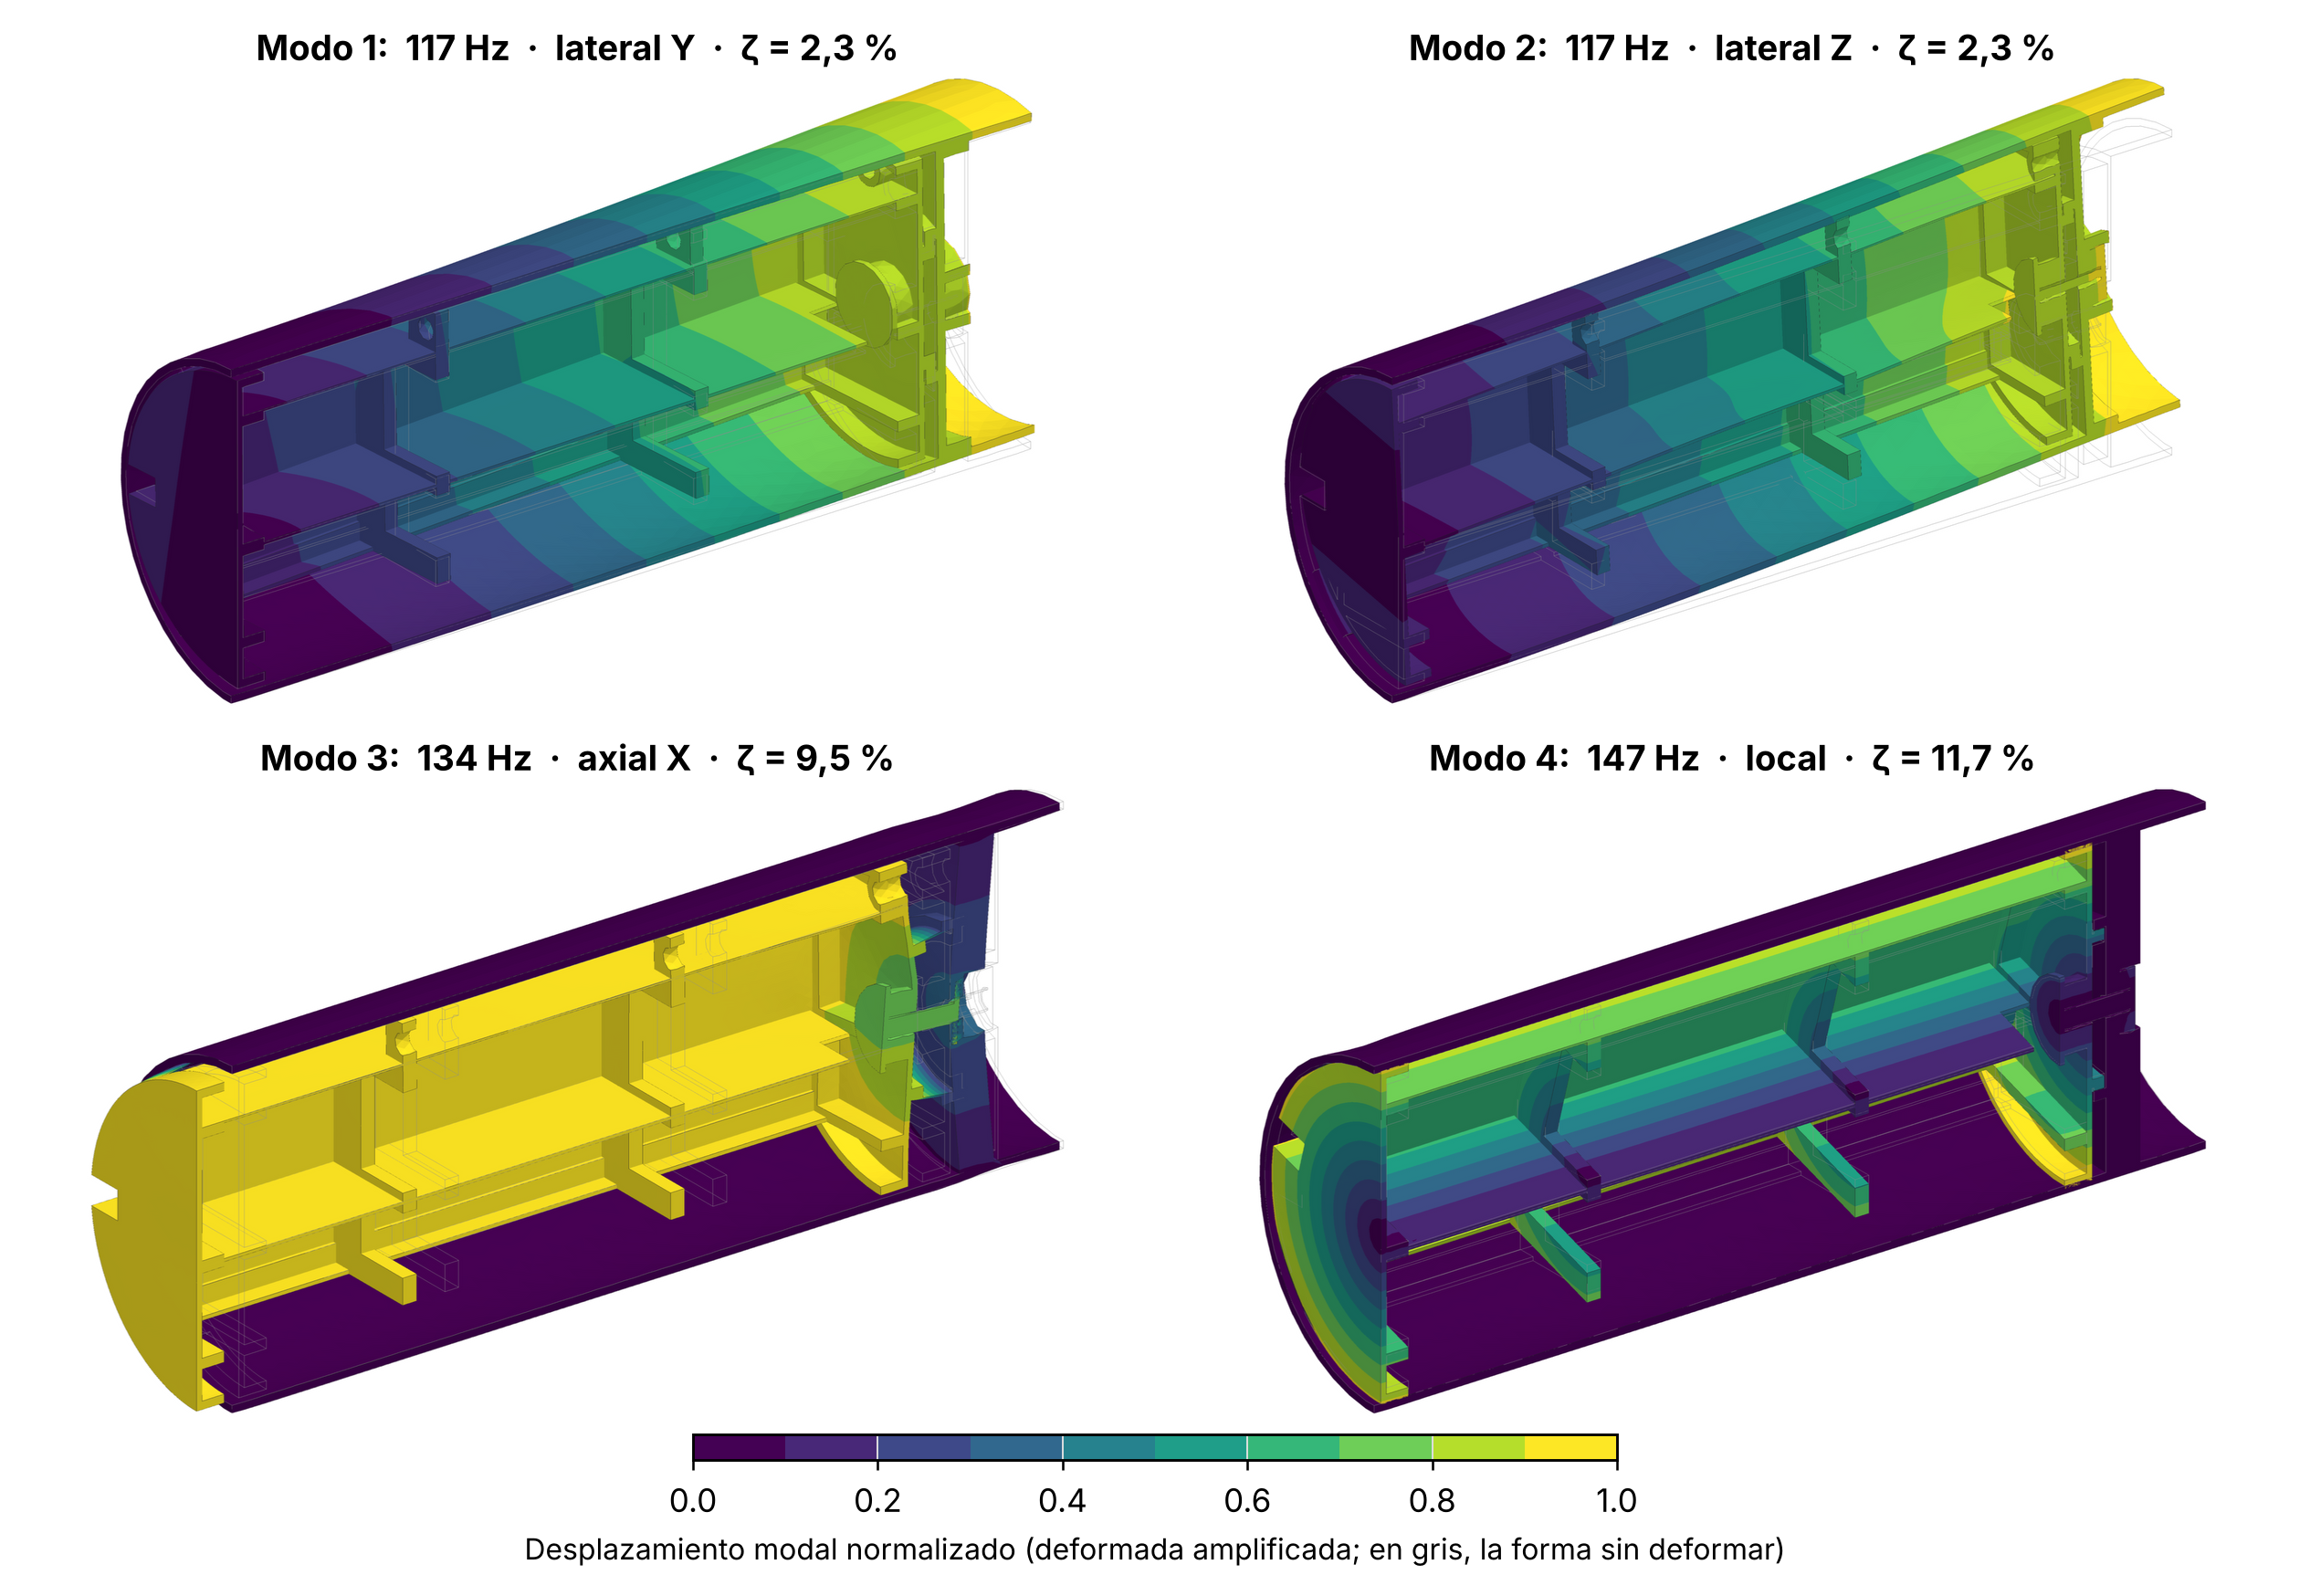 Modo 1:  117 Hz  ·  lateral Y  ·  ζ = 2,3 %
Modo 2:  117 Hz  ·  lateral Z  ·  ζ = 2,3 %
Modo 3:  134 Hz  ·  axial X  ·  ζ = 9,5 %
Modo 4:  147 Hz  ·  local  ·  ζ = 11,7 %
0.0 0.2 0.4 0.6 0.8 1.0
Desplazamiento modal normalizado (deformada amplificada; en gris, la forma sin deformar)